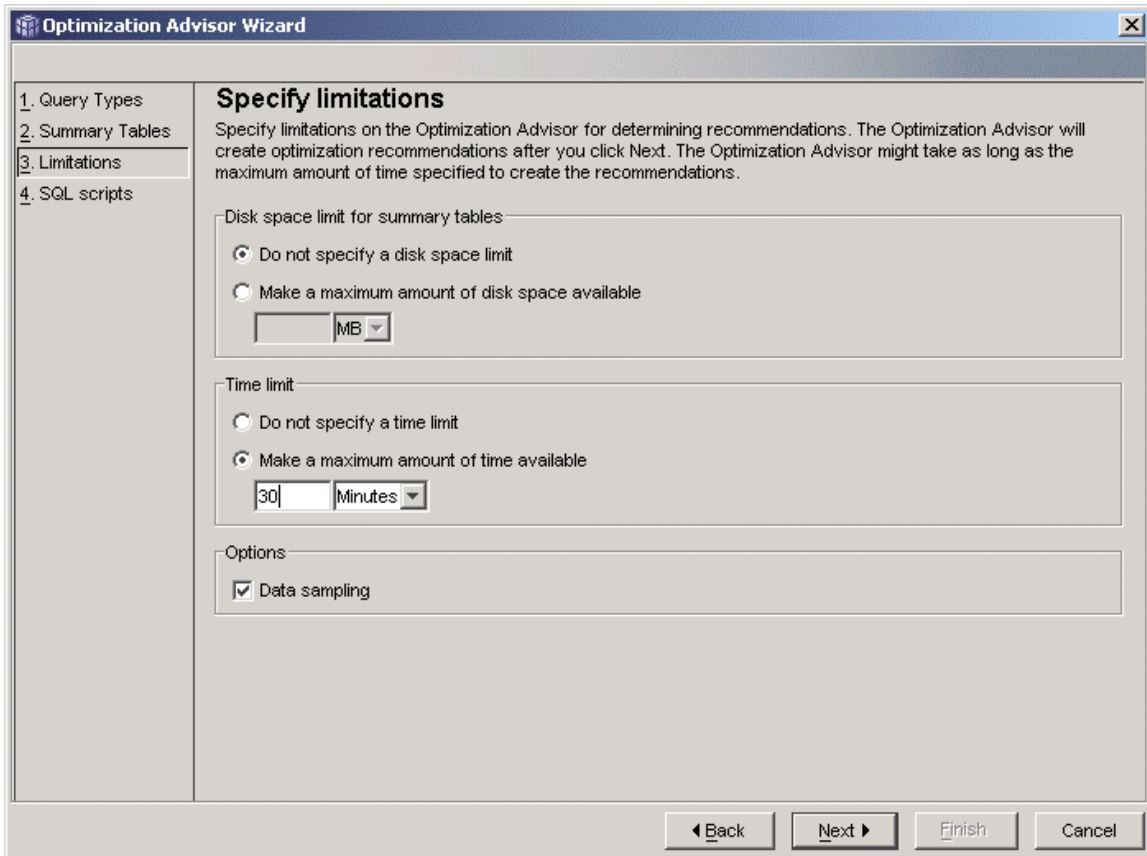 Optimization Advisor Wizard
1. Query Types
2. Summary Tables
3. Limitations
4. SQL scripts
Specify limitations
Specify limitations on the Optimization Advisor for determining recommendations. The Optimization Advisor will
create optimization recommendations after you click Next. The Optimization Advisor might take as long as the
maximum amount of time specified to create the recommendations.
Disk space limit for summary tables
Do not specify a disk space limit
Make a maximum amount of disk space available
MB
Time limit
Do not specify a time limit
Make a maximum amount of time available
30 Minutes
Options
Data sampling
Back Next Finish Cancel